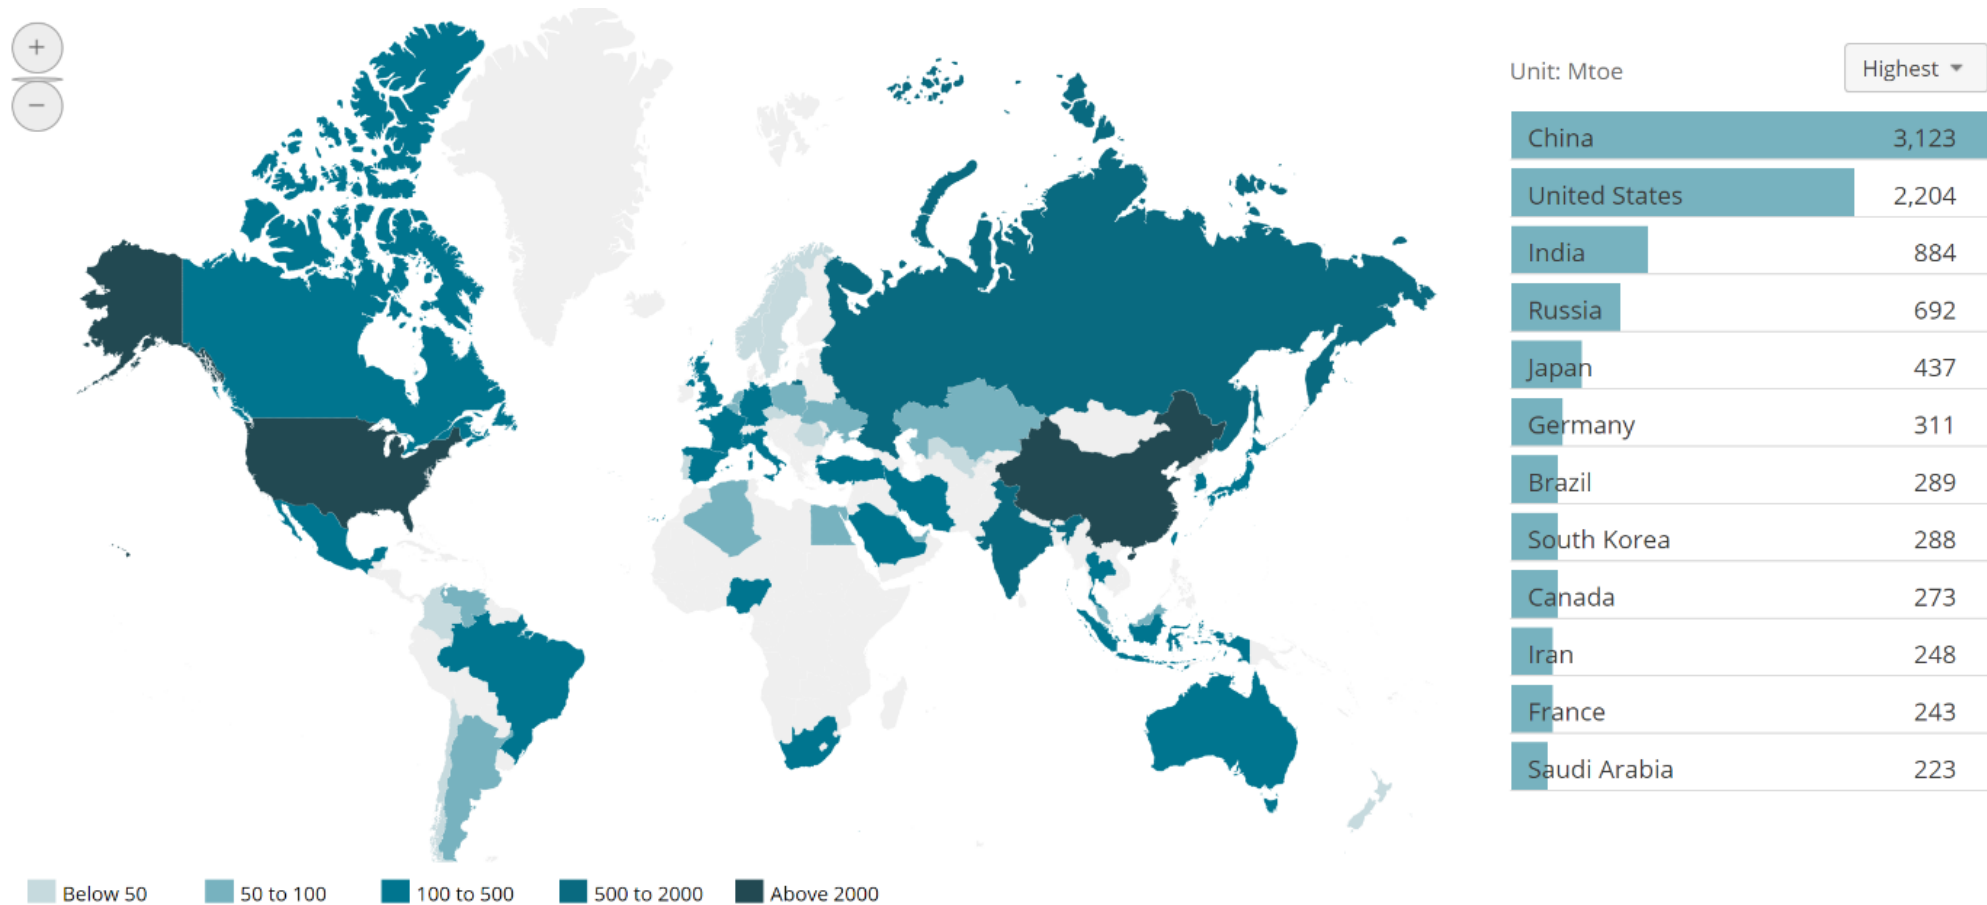 +
−
Unit: Mtoe
Highest
China 3,123
United States 2,204
India 884
Russia 692
Japan 437
Germany 311
Brazil 289
South Korea 288
Canada 273
Iran 248
France 243
Saudi Arabia 223
Below 50
50 to 100
100 to 500
500 to 2000
Above 2000